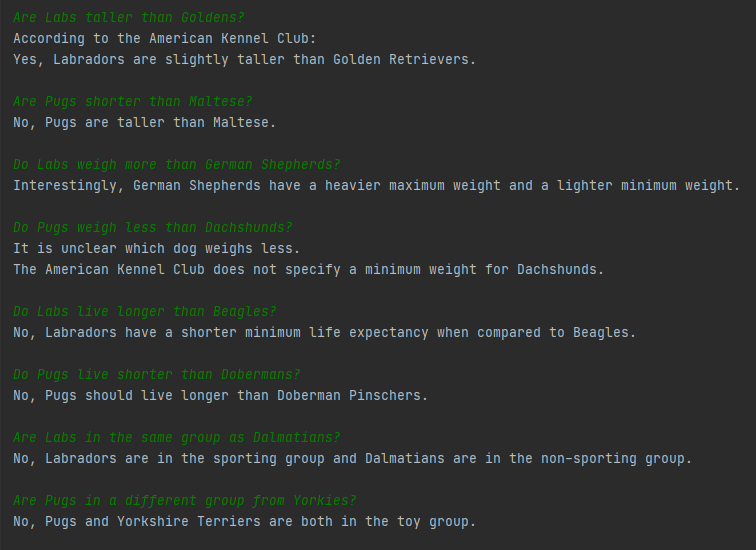 Are Labs taller than Goldens?
According to the American Kennel Club:
Yes, Labradors are slightly taller than Golden Retrievers.
Are Pugs shorter than Maltese?
No, Pugs are taller than Maltese.
Do Labs weigh more than German Shepherds?
Interestingly, German Shepherds have a heavier maximum weight and a lighter minimum weight.
Do Pugs weigh less than Dachshunds?
It is unclear which dog weighs less.
The American Kennel Club does not specify a minimum weight for Dachshunds.
Do Labs live longer than Beagles?
No, Labradors have a shorter minimum life expectancy when compared to Beagles.
Do Pugs live shorter than Dobermans?
No, Pugs should live longer than Doberman Pinschers.
Are Labs in the same group as Dalmatians?
No, Labradors are in the sporting group and Dalmatians are in the non-sporting group.
Are Pugs in a different group from Yorkies?
No, Pugs and Yorkshire Terriers are both in the toy group.